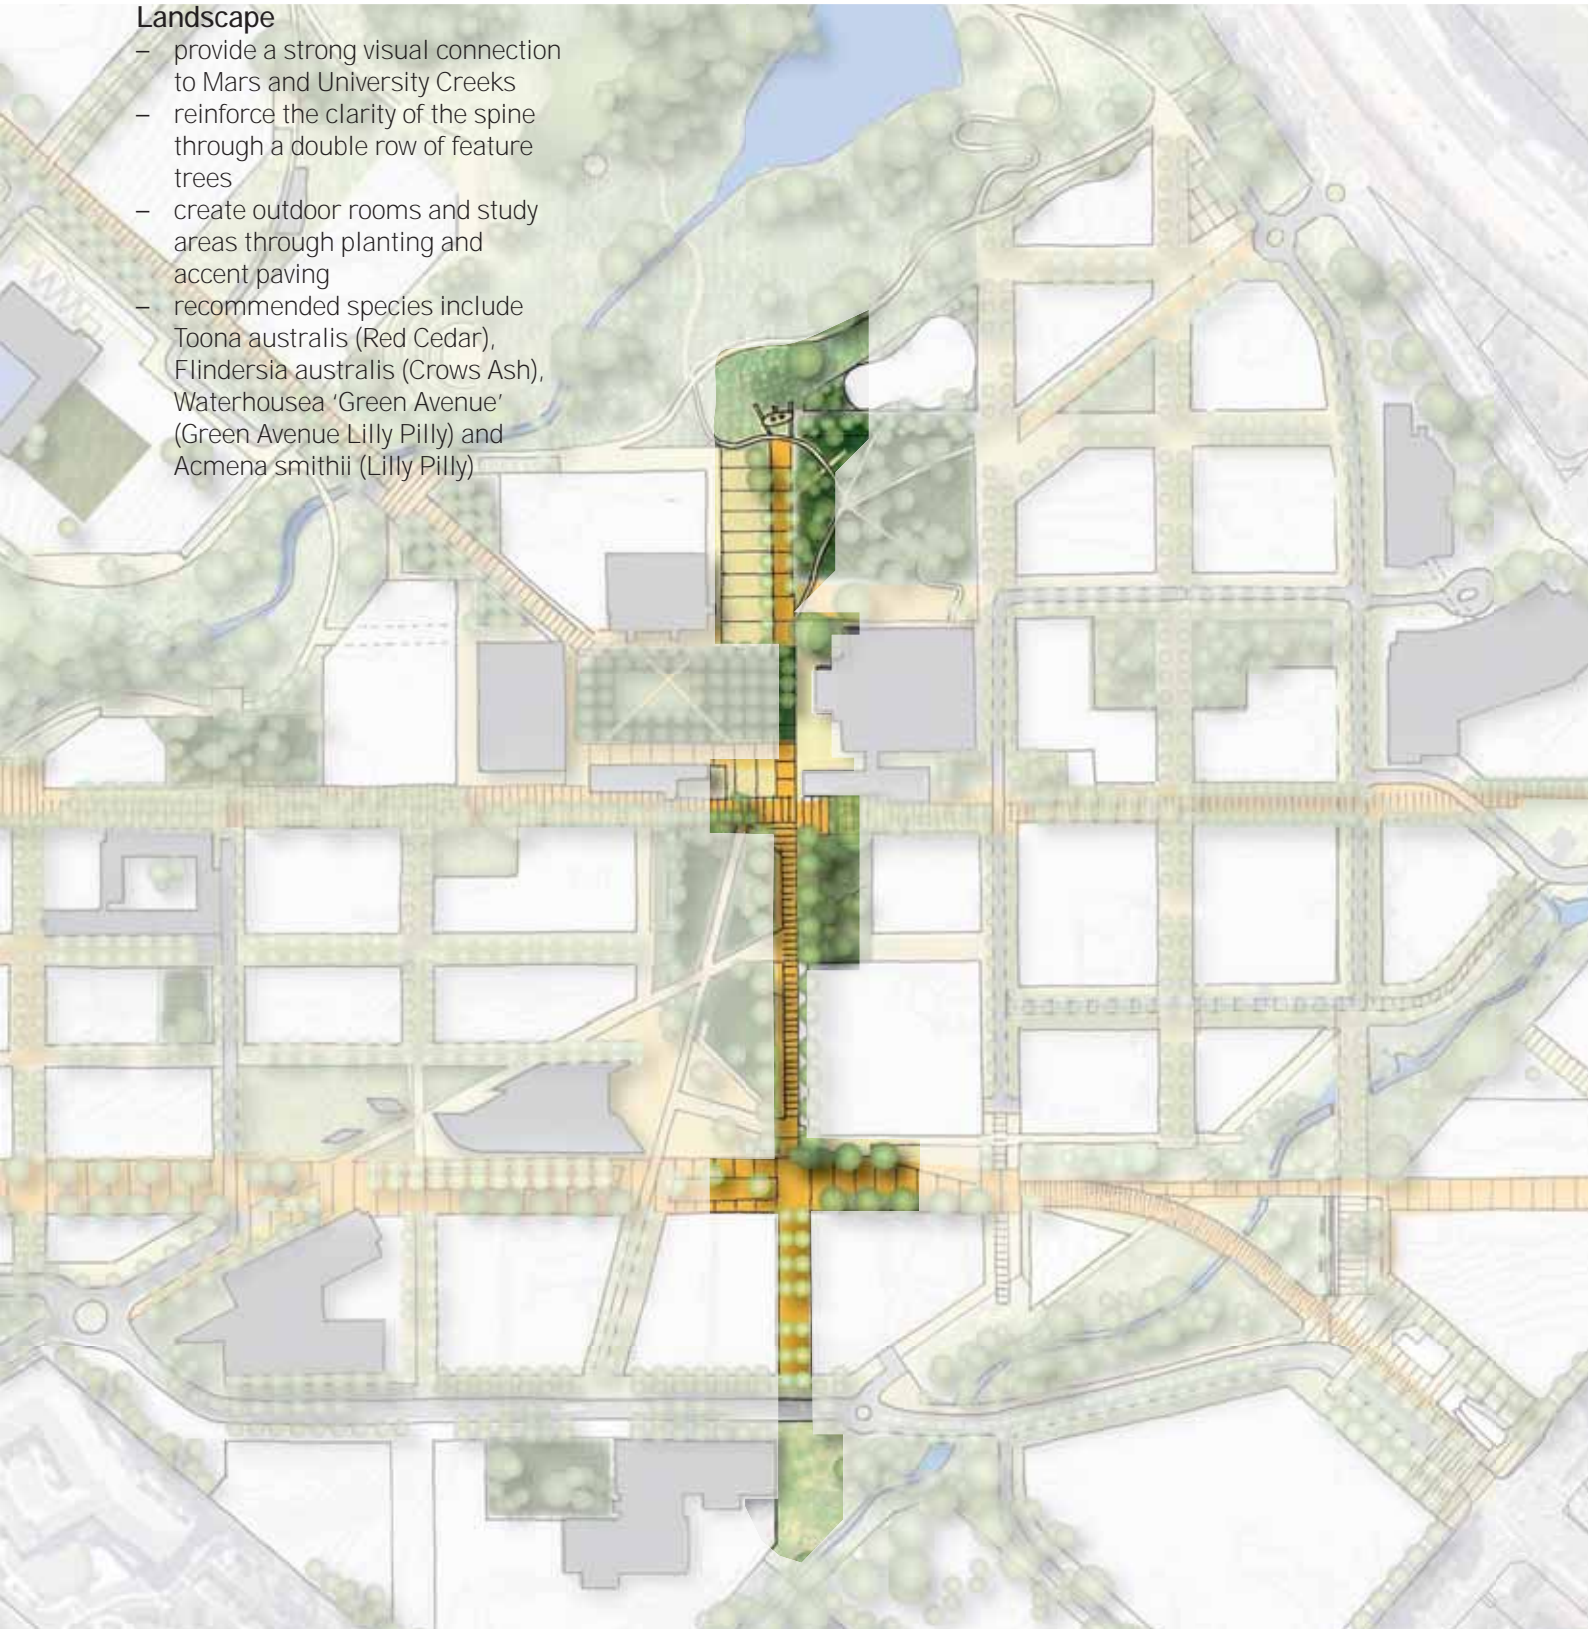 Landscape
– provide a strong visual connection
to Mars and University Creeks
– reinforce the clarity of the spine
through a double row of feature
trees
– create outdoor rooms and study
areas through planting and
accent paving
– recommended species include
Toona australis (Red Cedar),
Flindersia australis (Crows Ash),
Waterhousea ‘Green Avenue’
(Green Avenue Lilly Pilly) and
Acmena smithii (Lilly Pilly)